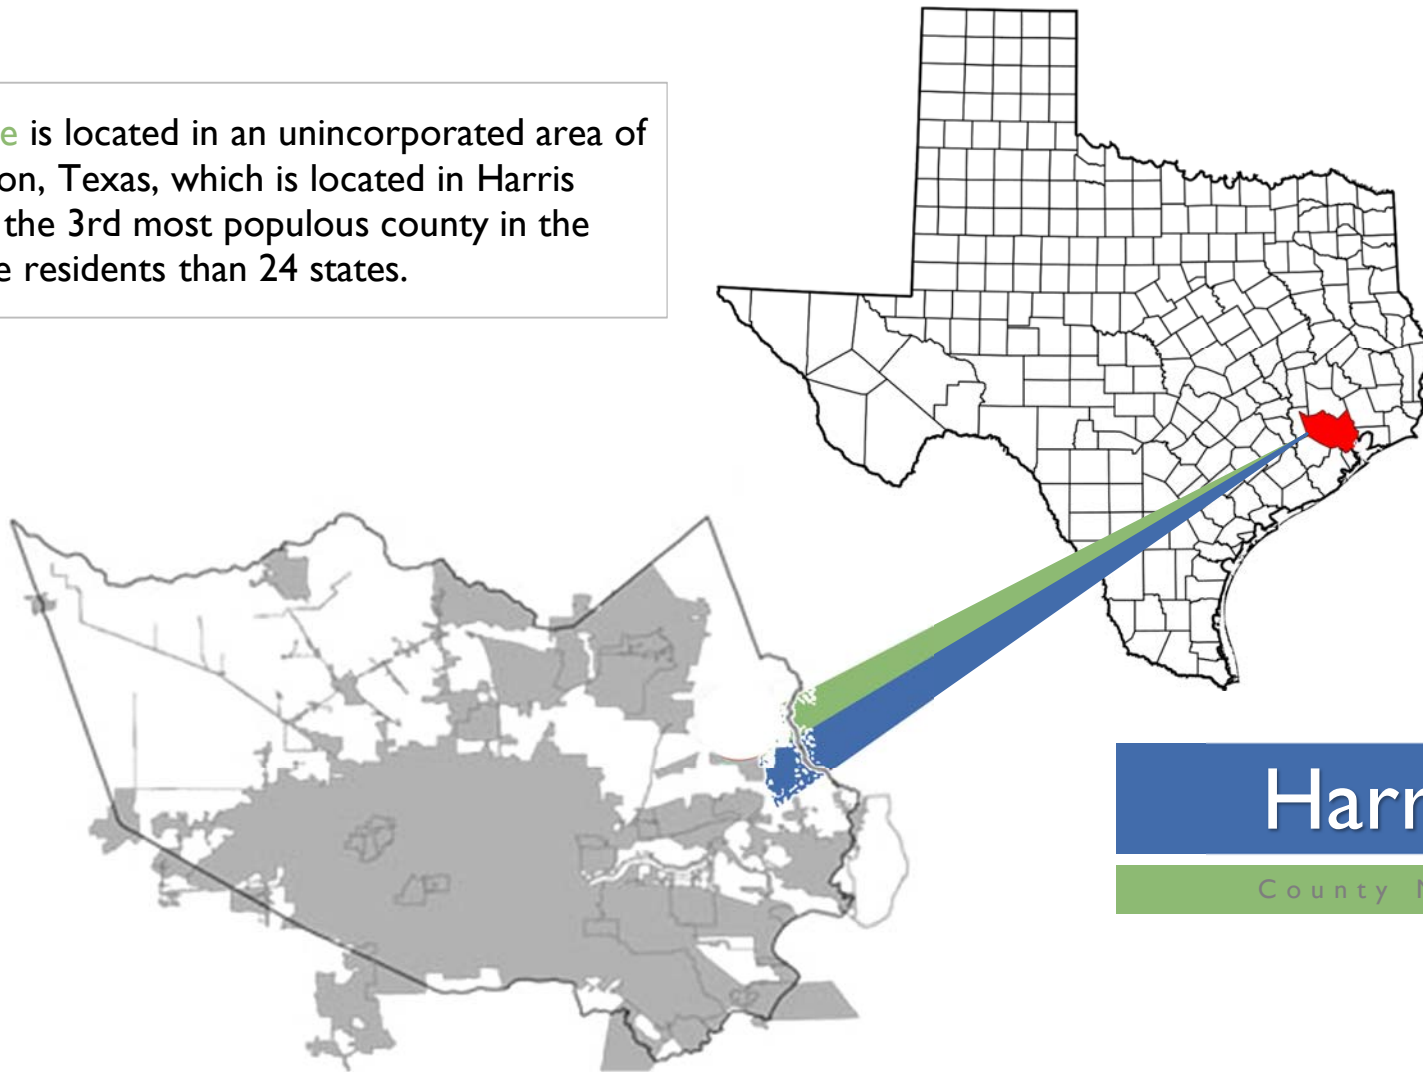 e is located in an unincorporated area of
on, Texas, which is located in Harris
the 3rd most populous county in the
e residents than 24 states.
Harr
County